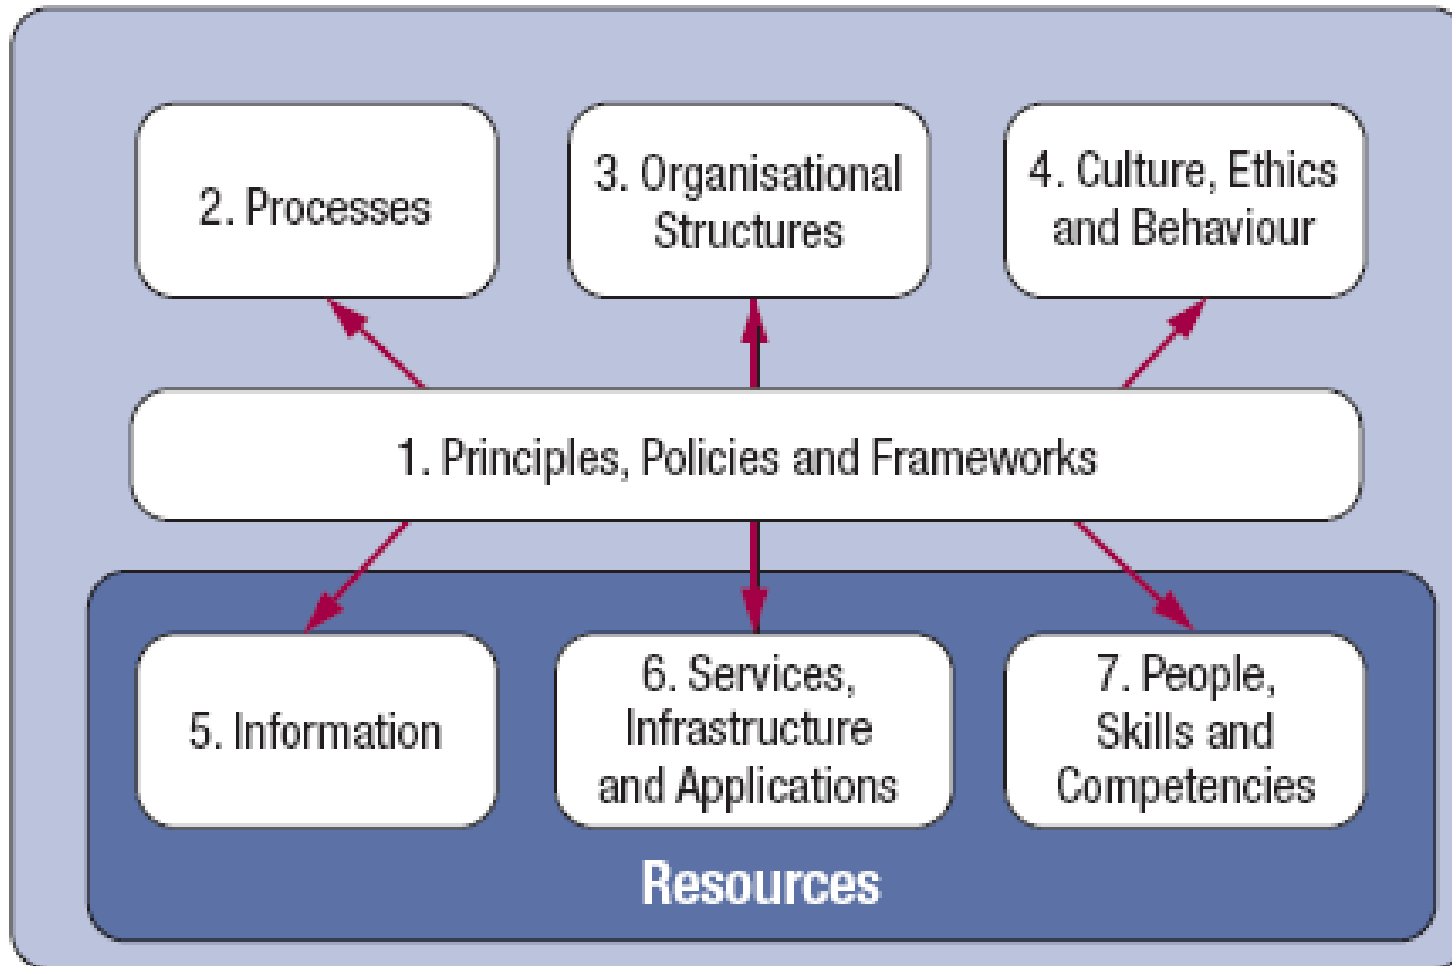 2. Processes
3. Organisational
Structures
4. Culture, Ethics
and Behaviour
1. Principles, Policies and Frameworks
5. Information
6. Services,
Infrastructure
and Applications
7. People,
Skills and
Competencies
Resources